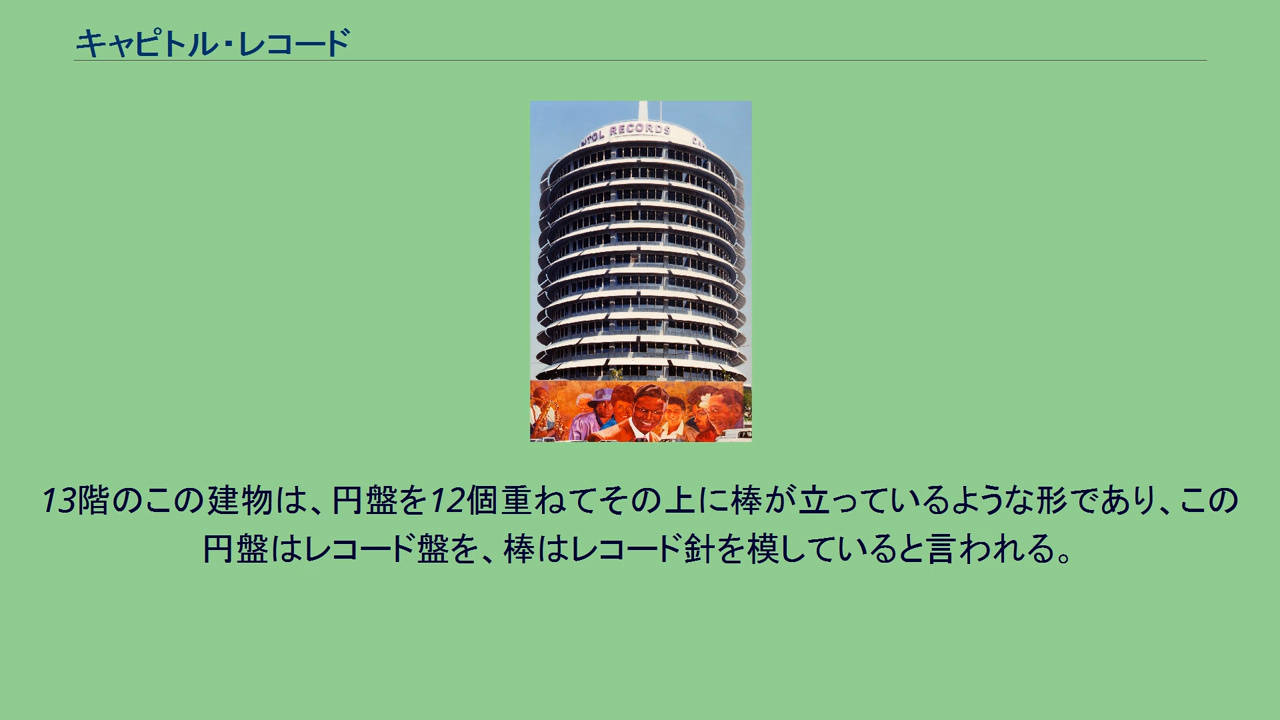 キャピトル・レコード
ITOL RECORDS
13階のこの建物は、円盤を12個重ねてその上に棒が立っているような形であり、この
円盤はレコード盤を、棒はレコード針を模していると言われる。